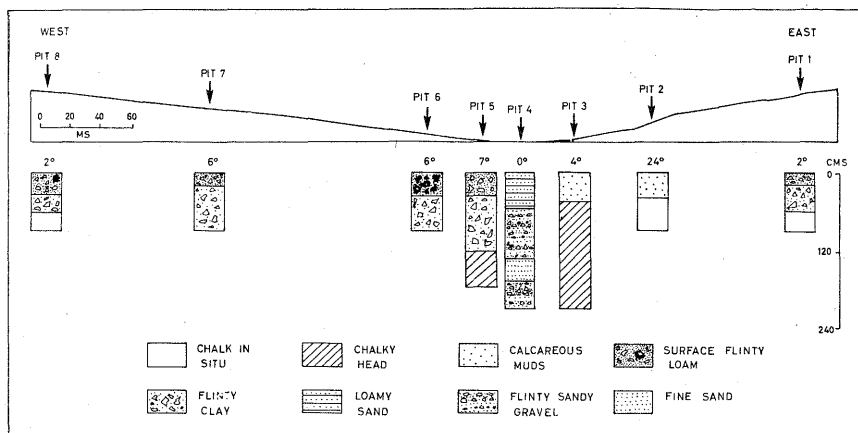 WEST
EAST
PIT 8
PIT 7
PIT 6
PIT 5
PIT 4
PIT 3
PIT 2
PIT 1
0 20 40 60
MS
2° 6° 6° 7° 0° 4° 24° 2° CMS
0
120
240
CHALK IN SITU
CHALKY HEAD
CALCAREOUS MUDS
SURFACE FLINTY LOAM
FLINTY CLAY
LOAMY SAND
FLINTY SANDY GRAVEL
FINE SAND